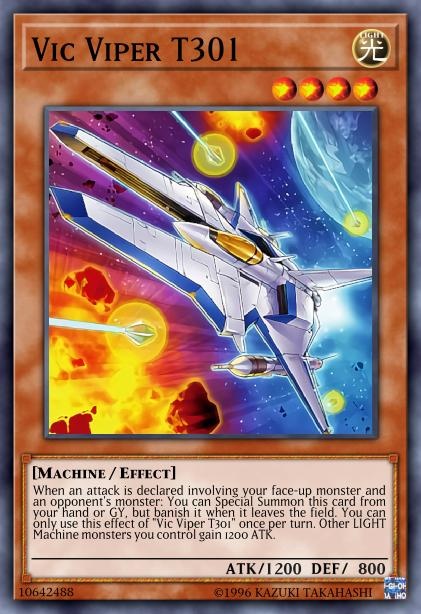 Vic Viper T301
LIGHT
光
[Machine / Effect]
When an attack is declared involving your face-up monster and
an opponent's monster: You can Special Summon this card from
your hand or GY, but banish it when it leaves the field. You can
only use this effect of "Vic Viper T301" once per turn. Other LIGHT
Machine monsters you control gain 1200 ATK.
ATK/1200 DEF/ 800
10642488
©1996 KAZUKI TAKAHASHI